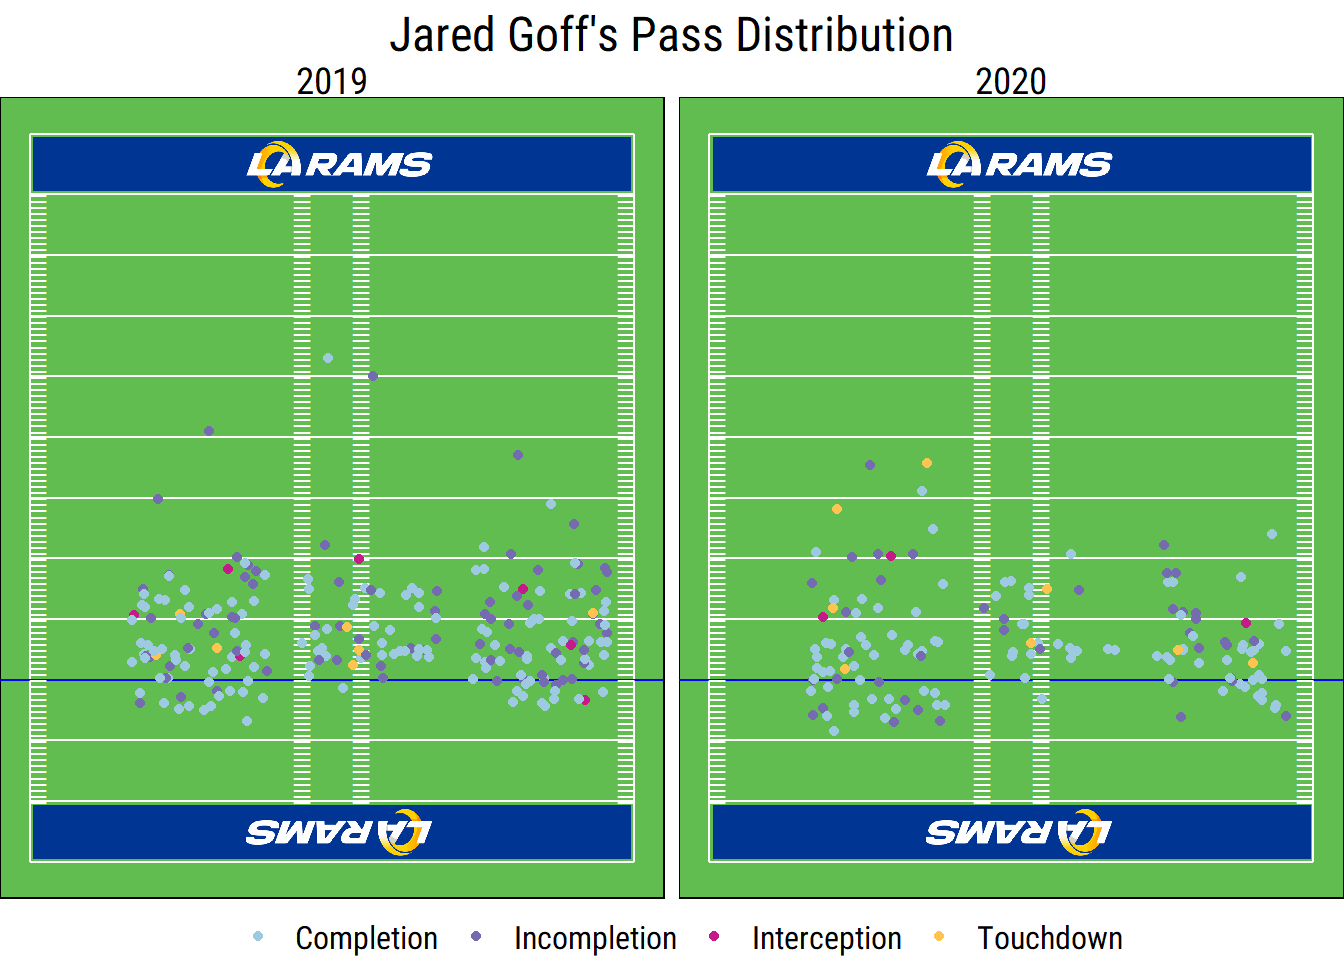 Jared Goff's Pass Distribution
2019
2020
LA RAMS
LA RAMS
LA RAMS
LA RAMS
Completion
Incompletion
Interception
Touchdown